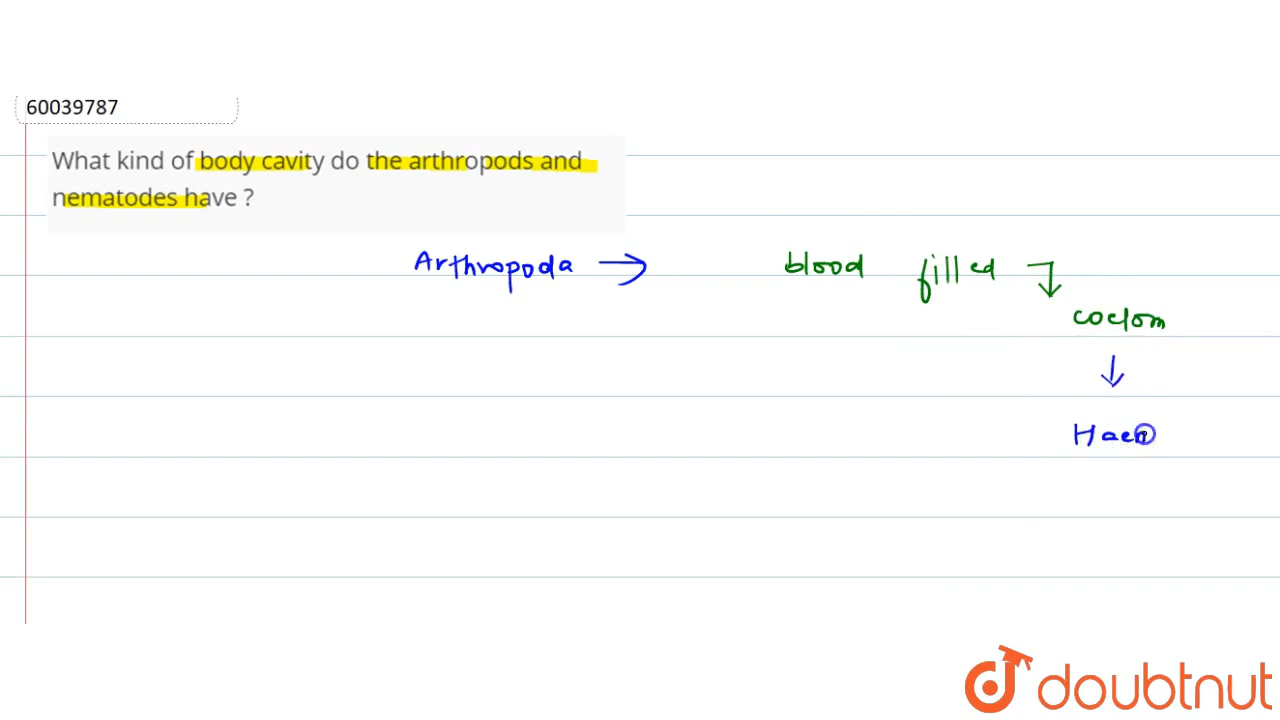 60039787
What kind of body cavity do the arthropods and
nematodes have ?
Arthropoda → blood filled
coelom
Haem
doubtnut